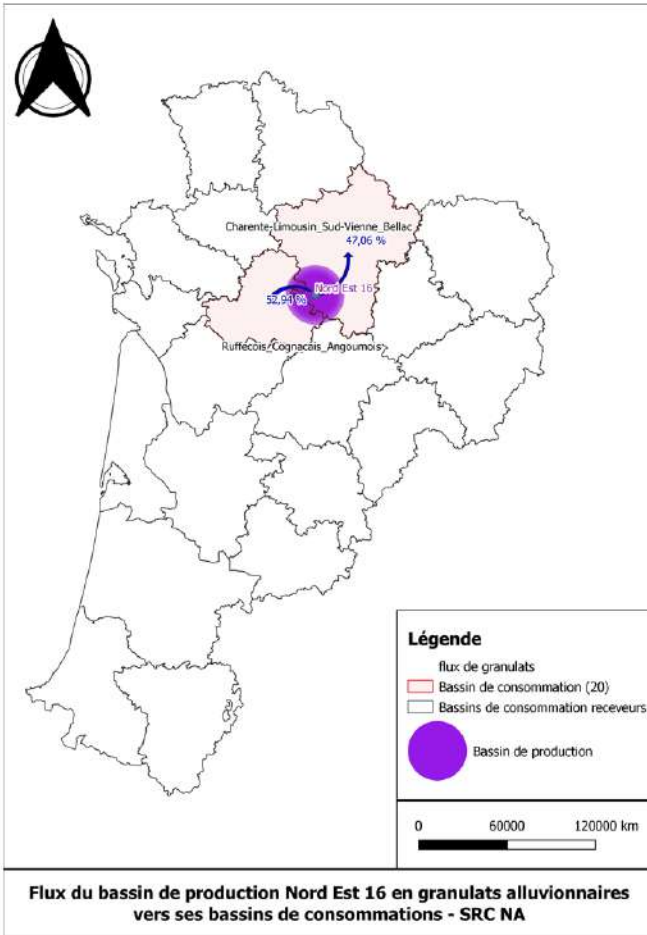 Charente-Limousin_Sud-Vienne_Bellac
47,06 %
Nord Est 16
52,94 %
Ruffecois_Cognacais_Angoumois
Légende
flux de granulats
Bassin de consommation (20)
Bassins de consommation receveurs
Bassin de production
0 60000 120000 km
Flux du bassin de production Nord Est 16 en granulats alluvionnaires
vers ses bassins de consommations - SRC NA